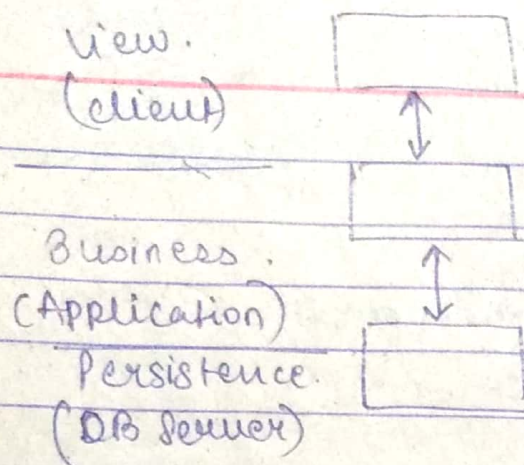 View.
(client)
Business.
(Application)
Persistence.
(DB Server)